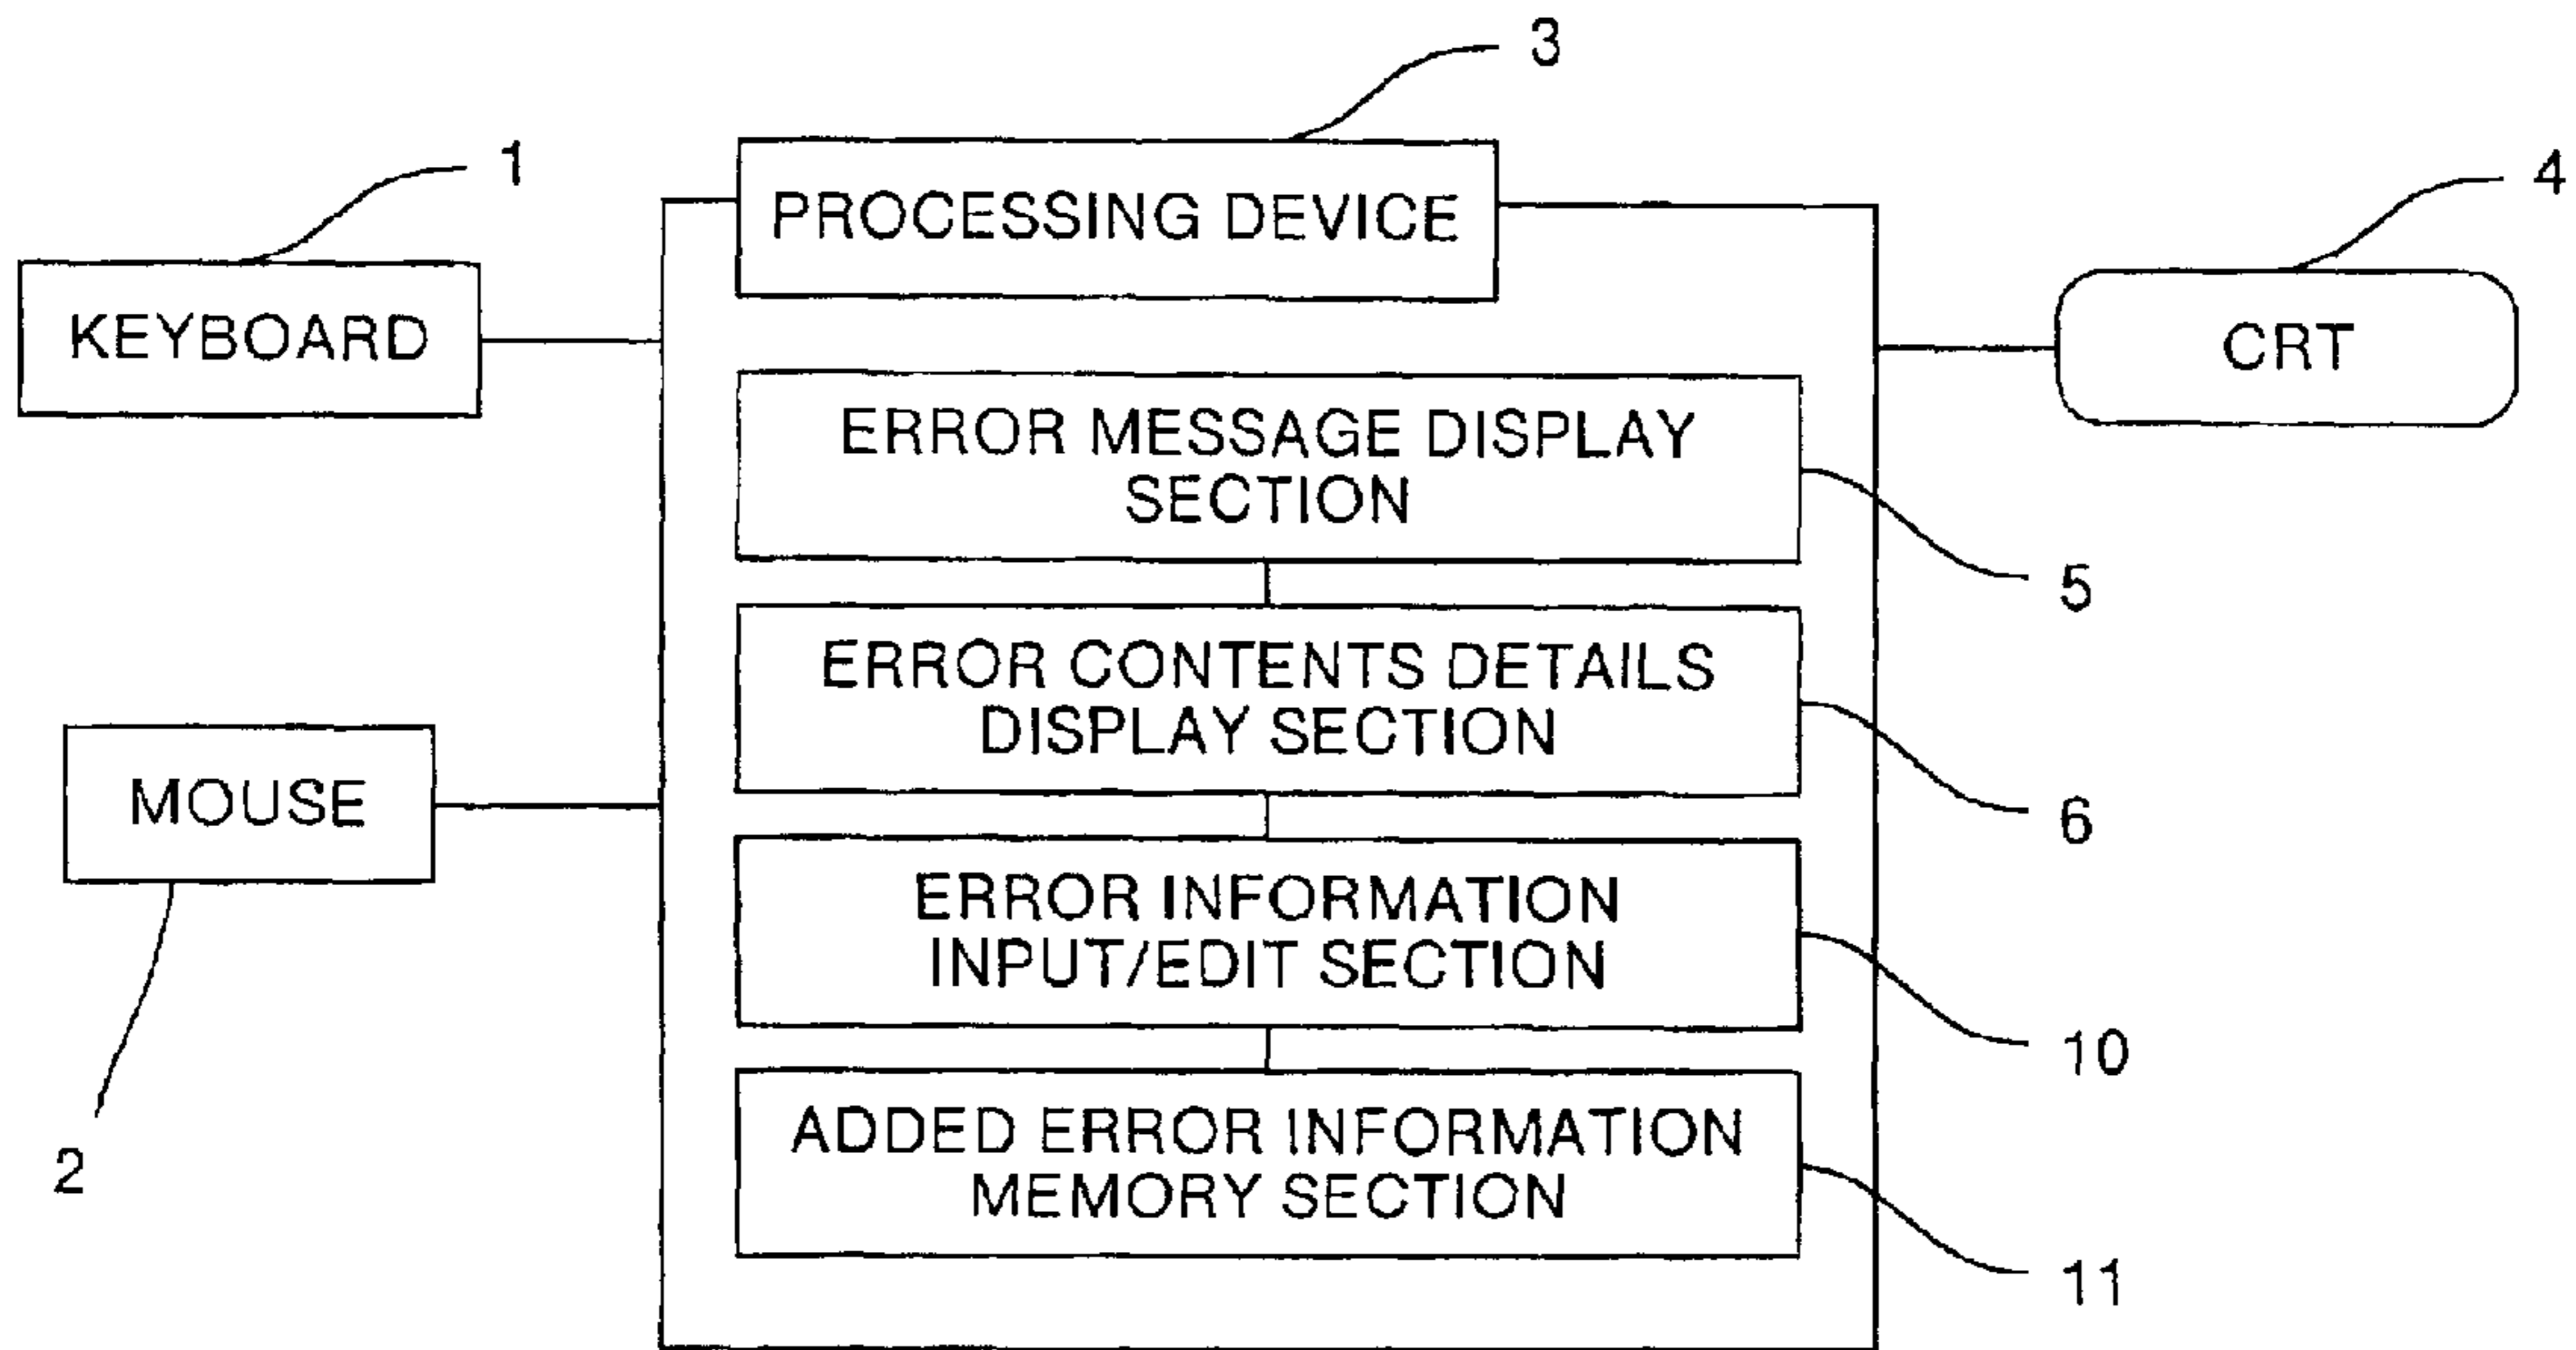 3
1
PROCESSING DEVICE
4
KEYBOARD
CRT
ERROR MESSAGE DISPLAY
SECTION
5
ERROR CONTENTS DETAILS
DISPLAY SECTION
6
MOUSE
2
ERROR INFORMATION
INPUT/EDIT SECTION
10
ADDED ERROR INFORMATION
MEMORY SECTION
11